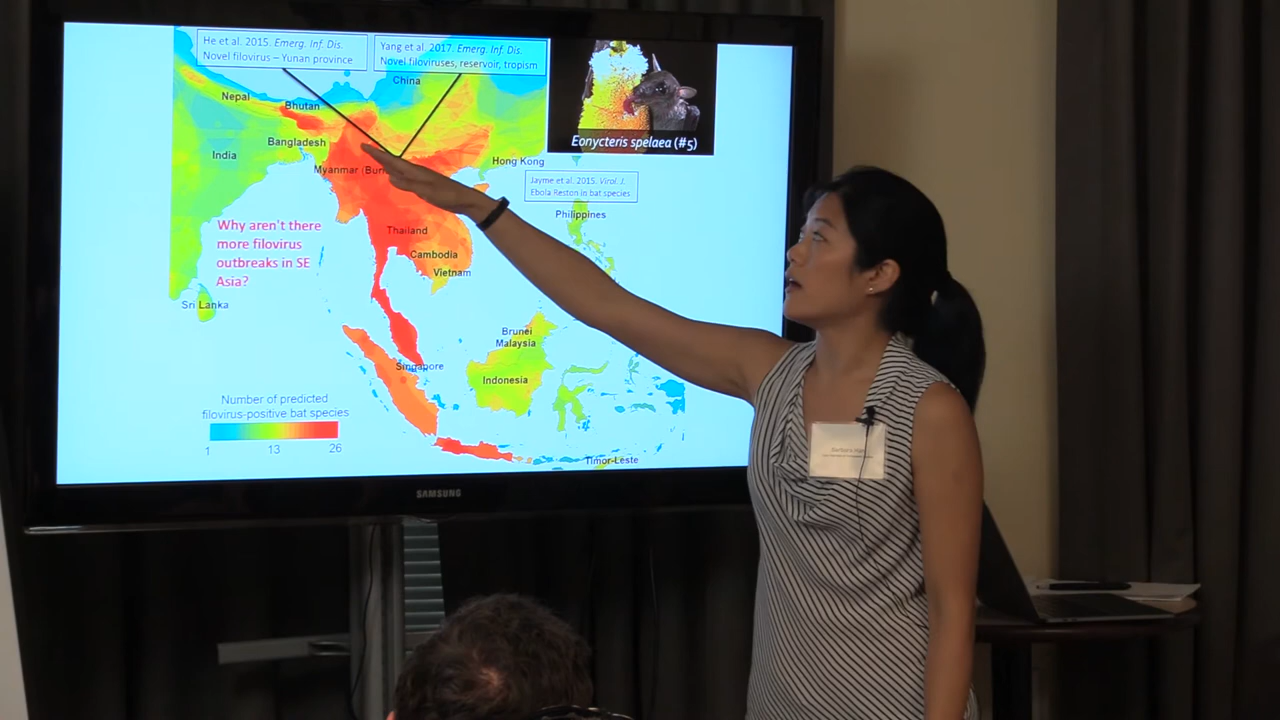 He et al. 2015. Emerg. Inf. Dis.
Novel filovirus – Yunan province
Yang et al. 2017. Emerg. Inf. Dis.
Novel filoviruses, reservoir, tropism
China
Nepal
Bhutan
Eonycteris spelaea (#5)
Bangladesh
India
Hong Kong
Myanmar (Bur
Jayme et al. 2015. Virol. J.
Ebola Reston in bat species
Philippines
Why aren't there
more filovirus
outbreaks in SE
Asia?
Thailand
Cambodia
Vietnam
Sri Lanka
Brunei
Malaysia
Singapore
Indonesia
Number of predicted
filovirus-positive bat species
1 13 26
Timor-Leste
SAMSUNG